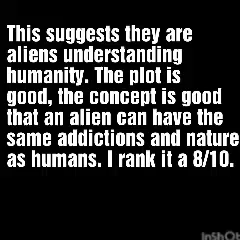 This suggests they are
aliens understanding
humanity. The plot is
good, the concept is good
that an alien can have the
same addictions and nature
as humans. I rank it a 8/10.